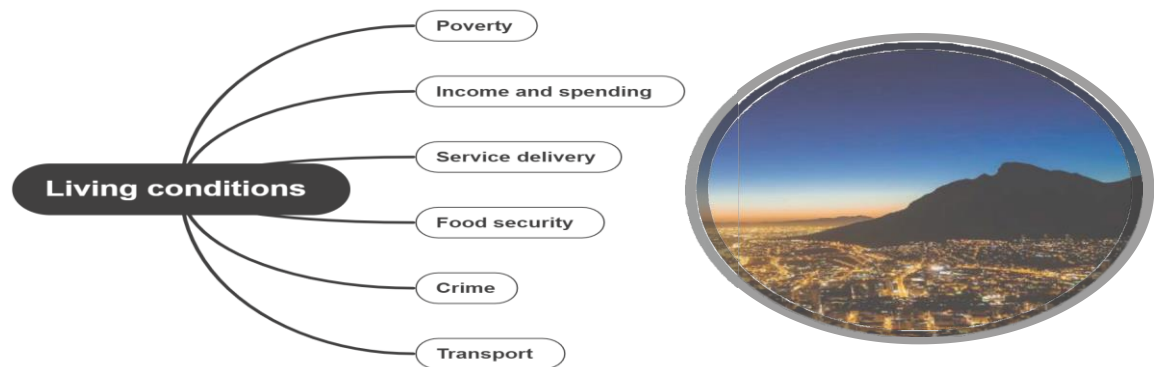 Living conditions
Poverty
Income and spending
Service delivery
Food security
Crime
Transport